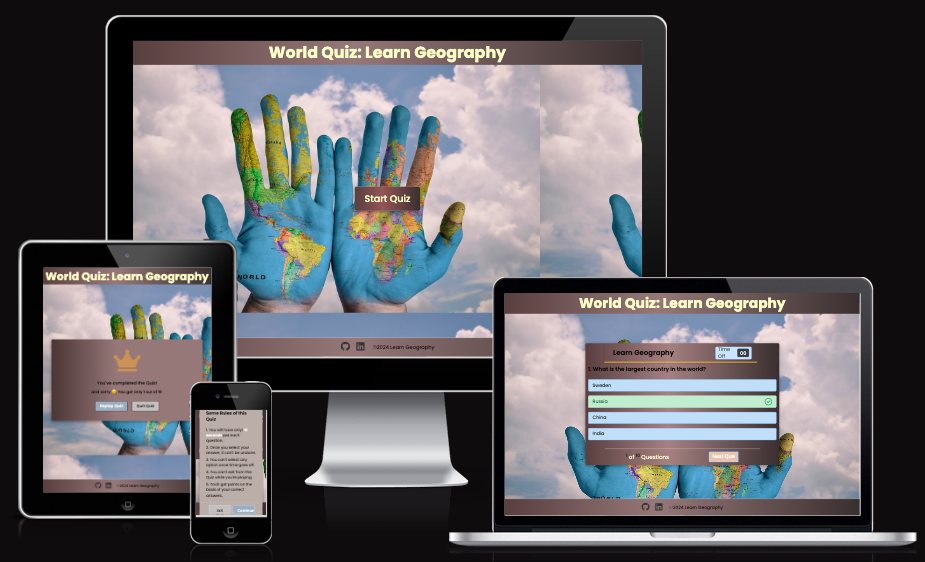 World Quiz: Learn Geography
Start Quiz
WORLD
©2024 Learn Geography
World Quiz: Learn Geography
You've completed the Quiz!
and sorry 😐 You got only 1 out of 8
Replay Quiz
Quit Quiz
WORLD
©2024 Learn Geography
Some Rules of this
Quiz
1. You will have only
seconds per each
question.
2. Once you select your
answer, it can't be undone.
3. You can't select any
option once time goes off.
4. You can't exit from the
Quiz while you're playing.
5. You'll get points on the
basis of your correct
answers.
Exit
Continue
World Quiz: Learn Geography
Learn Geography
Time
Off
00
1. What is the largest country in the world?
Sweden
Russia
China
India
of Questions
Next Que
©2024 Learn Geography